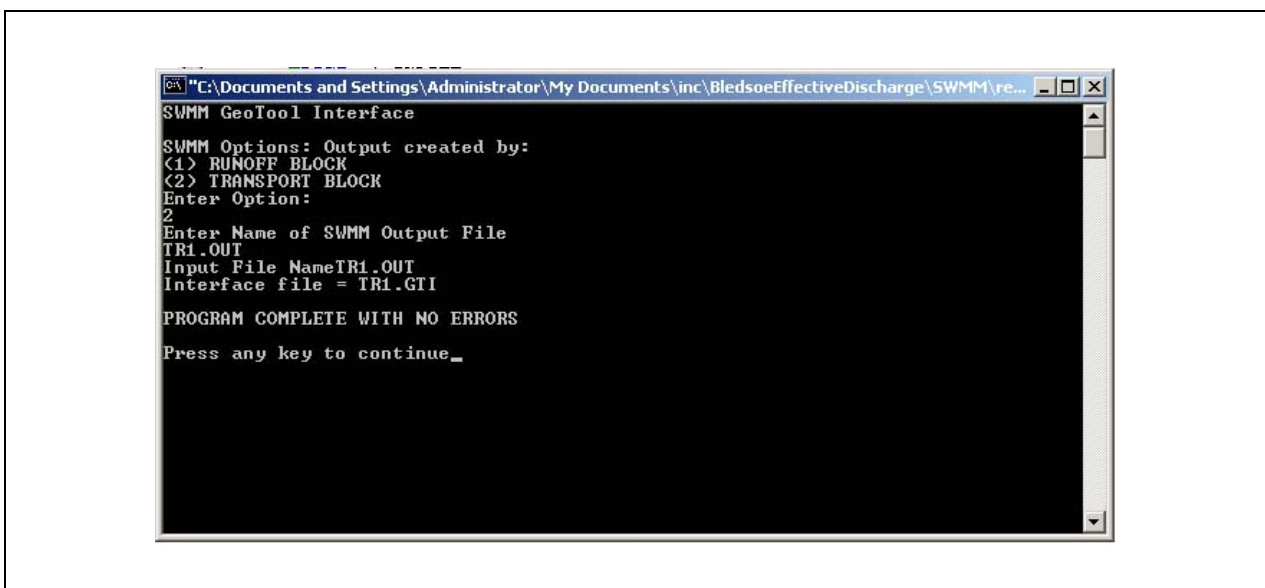 "C:\Documents and Settings\Administrator\My Documents\inc\BledsoeEffectiveDischarge\SWMM\re...
SWMM GeoTool Interface
SWMM Options: Output created by:
(1) RUNOFF BLOCK
(2) TRANSPORT BLOCK
Enter Option:
2
Enter Name of SWMM Output File
TR1.OUT
Input File NameTR1.OUT
Interface file = TR1.GTI
PROGRAM COMPLETE WITH NO ERRORS
Press any key to continue_